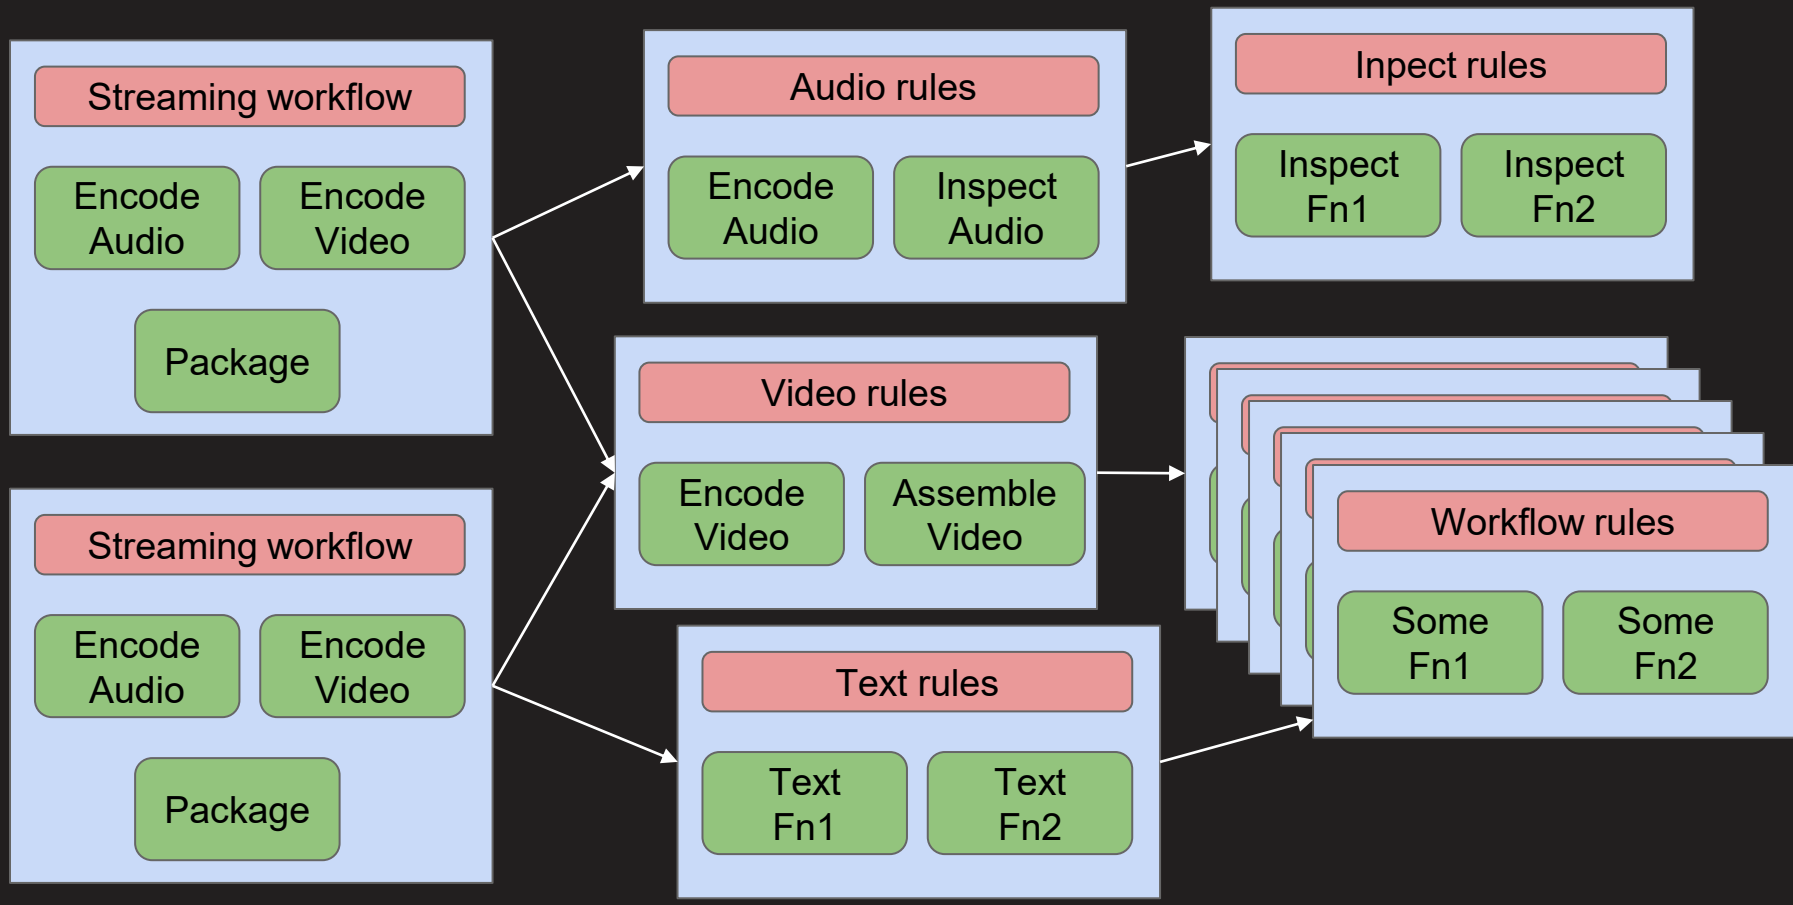 Streaming workflow
Encode
Audio
Encode
Video
Package
Streaming workflow
Encode
Audio
Encode
Video
Package
Audio rules
Encode
Audio
Inspect
Audio
Inpect rules
Inspect
Fn1
Inspect
Fn2
Video rules
Encode
Video
Assemble
Video
Workflow rules
Some
Fn1
Some
Fn2
Text rules
Text
Fn1
Text
Fn2